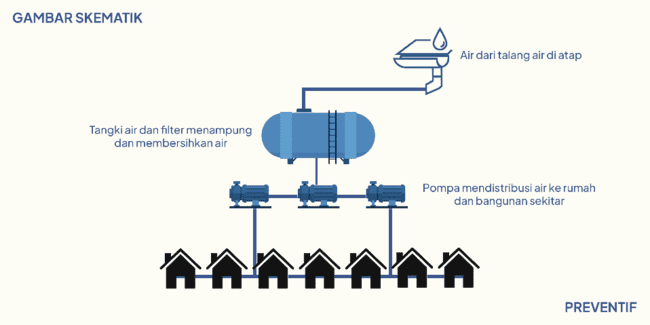 GAMBAR SKEMATIK
Air dari talang air di atap
Tangki air dan filter menampung
dan membersihkan air
Pompa mendistribusi air ke rumah
dan bangunan sekitar
PREVENTIF